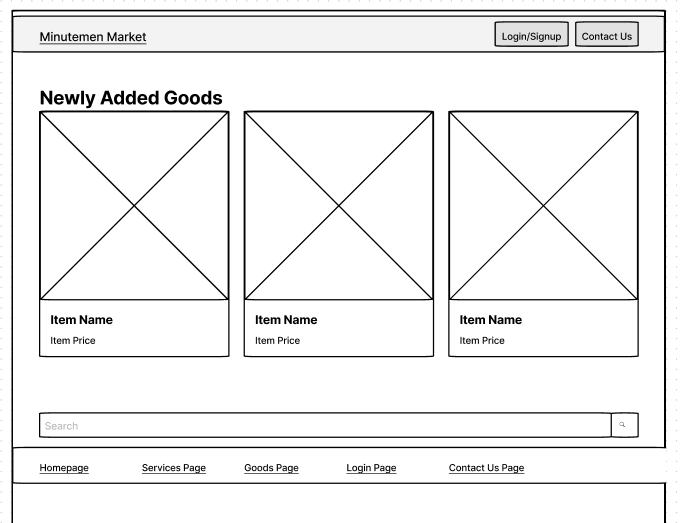 Minutemen Market
Login/Signup
Contact Us
Newly Added Goods
Item Name
Item Price
Item Name
Item Price
Item Name
Item Price
Search
Homepage
Services Page
Goods Page
Login Page
Contact Us Page